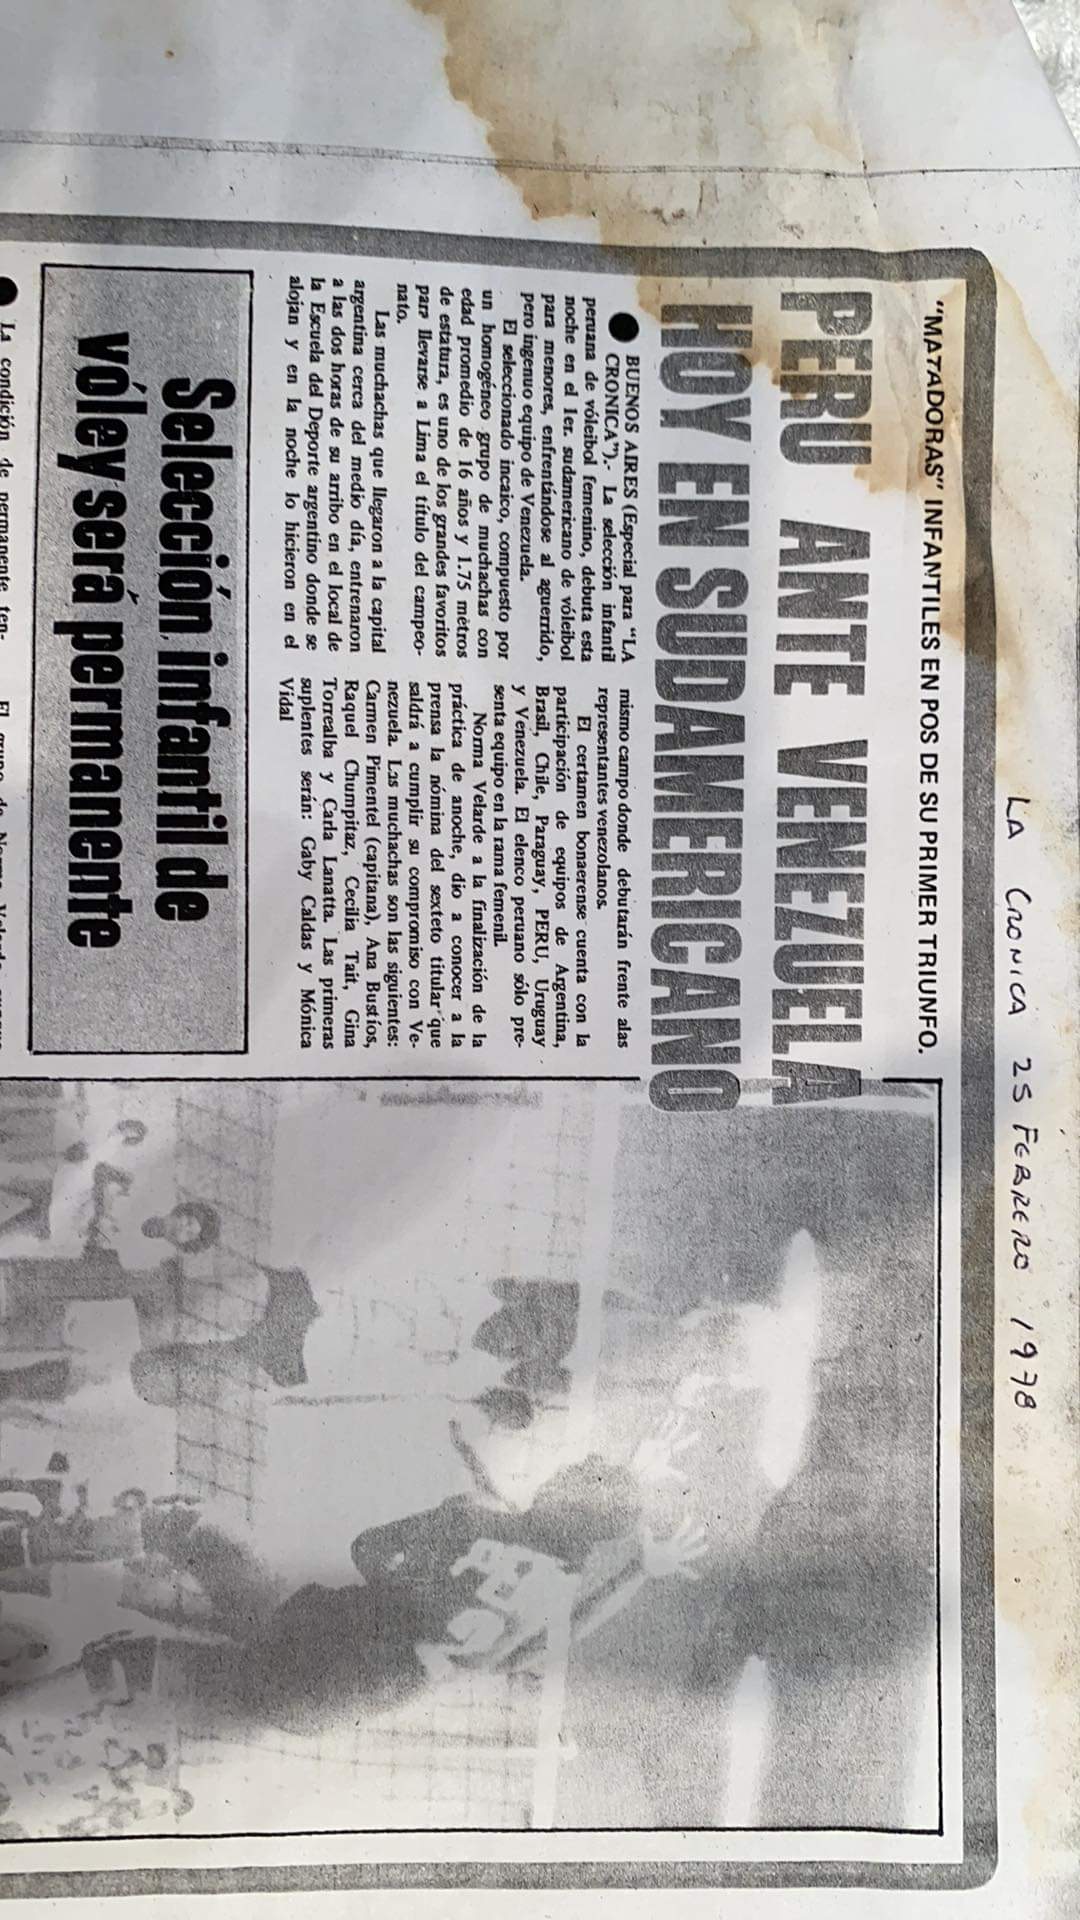 LA CRONICA 25 FEBRERO 1978
"MATADORAS" INFANTILES EN POS DE SU PRIMER TRIUNFO.
PERU ANTE VENEZUELA
HOY EN SUDAMERICANO
BUENOS AIRES (Especial para "LA
CRONICA").- La selección infantil
peruana de vóleibol femenino, debuta esta
noche en el 1er. sudamericano de vóleibol
para menores, enfrentándose al aguerrido,
pero ingenuo equipo de Venezuela.
El seleccionado incaico, compuesto por
un homogéneo grupo de muchachas con
edad promedio de 16 años y 1.75 metros
de estatura, es uno de los grandes favoritos
para llevarse a Lima el título del campeo-
nato.
Las muchachas que llegaron a la capital
argentina cerca del medio día, entrenaron
a las dos horas de su arribo en el local de
la Escuela del Deporte argentino donde se
alojan y en la noche lo hicieron en el
mismo campo donde debutarán frente alas
representantes venezolanos.
El certamen bonaerense cuenta con la
participación de equipos de Argentina,
Brasil, Chile, Paraguay, PERU, Uruguay
y Venezuela. El elenco peruano sólo pre-
senta equipo en la rama femenil.
Norma Velarde a la finalización de la
práctica de anoche, dio a conocer a la
prensa la nómina del sexteto titular que
saldrá a cumplir su compromiso con Ve-
nezuela. Las muchachas son las siguientes:
Carmen Pimentel (capitana), Ana Bustíos,
Raquel Chumpitaz, Cecilia Tait, Gina
Torrealba y Carla Lanatta. Las primeras
suplentes serán: Gaby Caldas y Mónica
Vidal
Selección infantil de
vóley será permanente
La condición de permanente ten-
El grupo de Norma